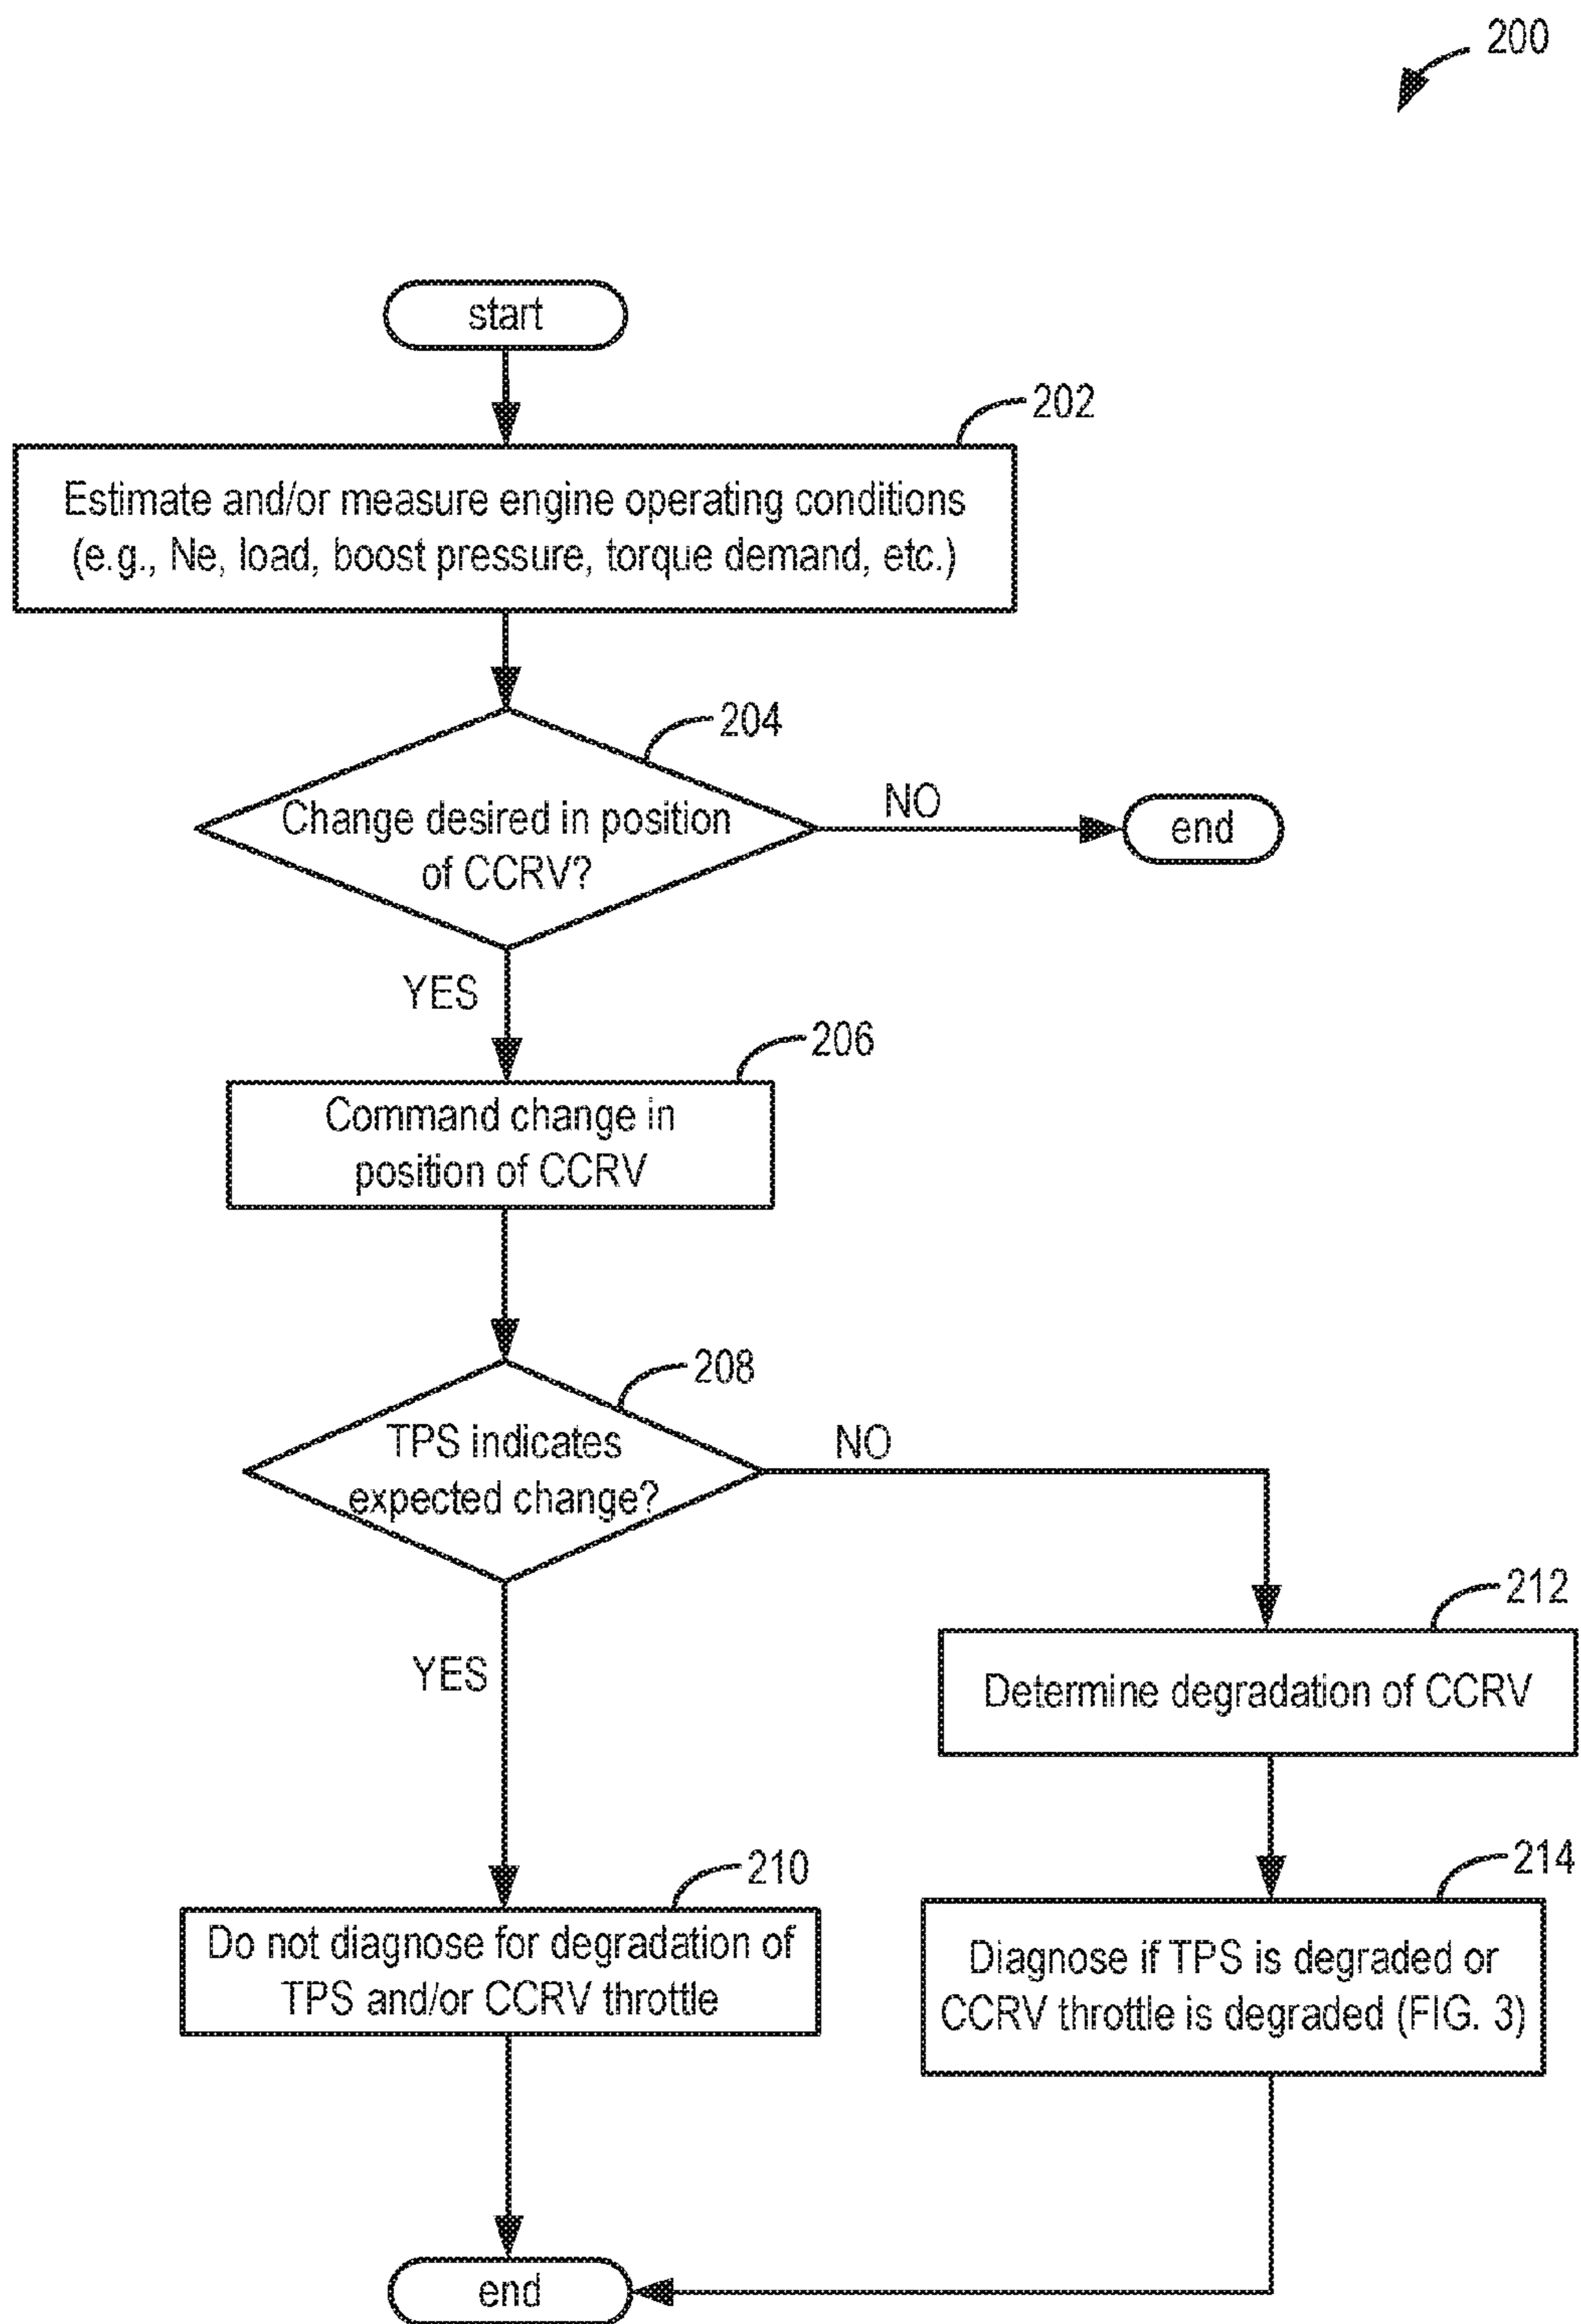 200
start
202
Estimate and/or measure engine operating conditions
(e.g., Ne, load, boost pressure, torque demand, etc.)
204
Change desired in position
of CCRV?
NO
end
YES
206
Command change in
position of CCRV
208
TPS indicates
expected change?
NO
YES
212
Determine degradation of CCRV
210
Do not diagnose for degradation of
TPS and/or CCRV throttle
214
Diagnose if TPS is degraded or
CCRV throttle is degraded (FIG. 3)
end